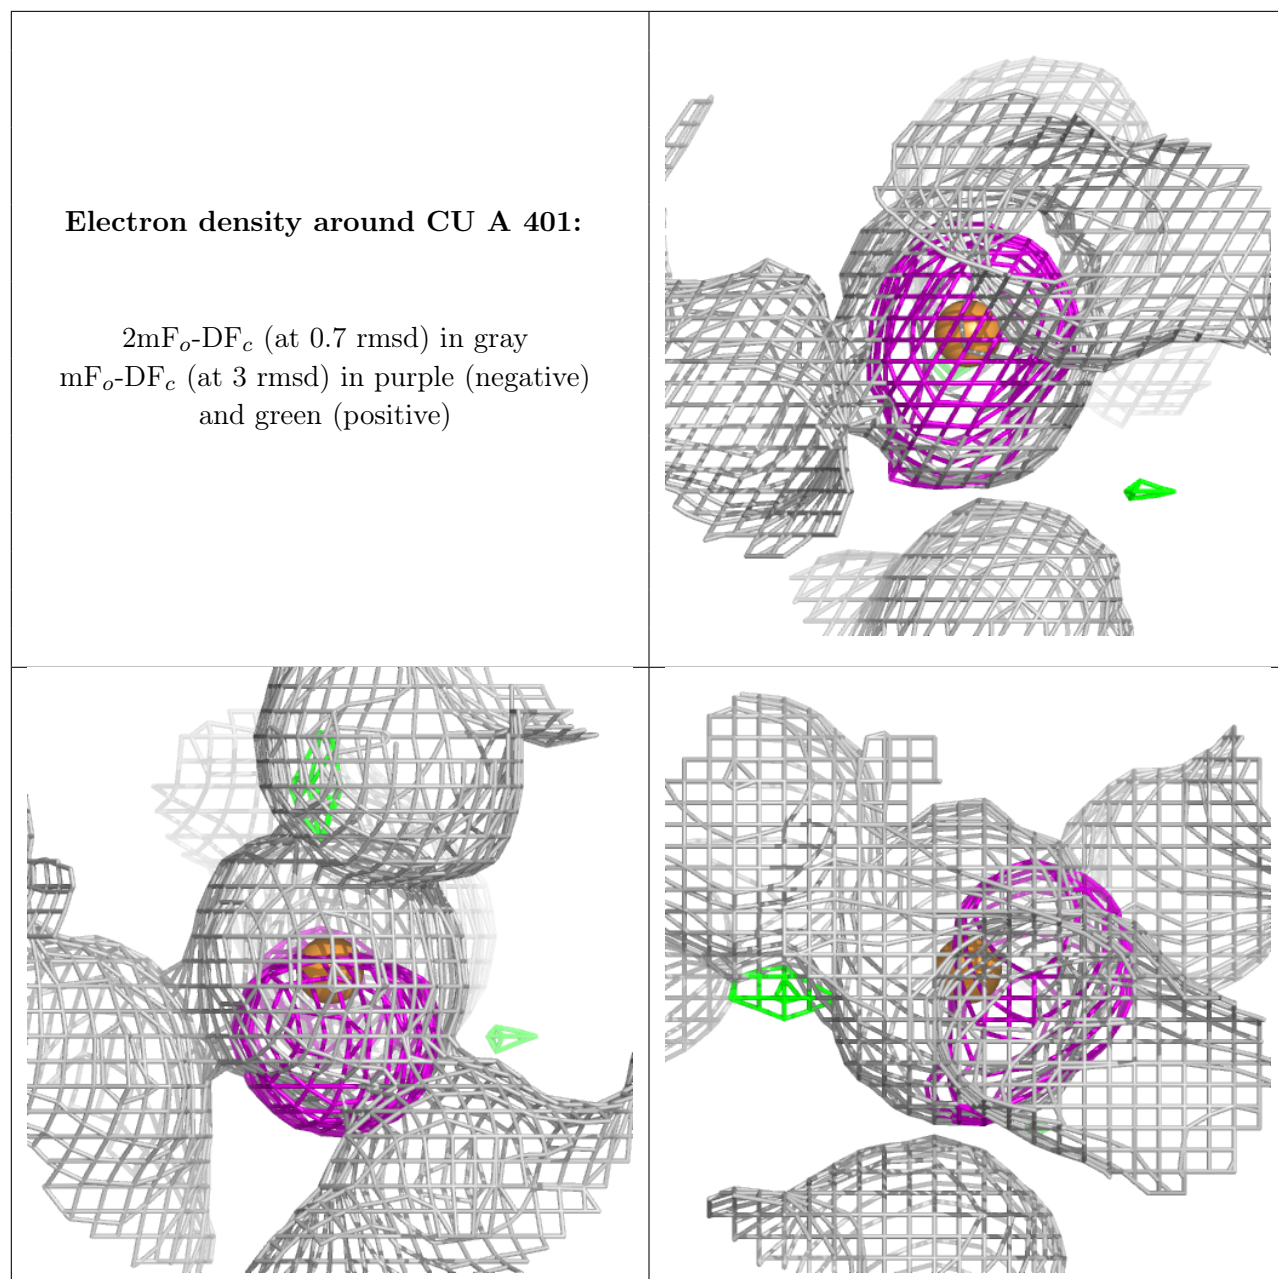 Electron density around CU A 401:
2mFo-DFc (at 0.7 rmsd) in gray
mFo-DFc (at 3 rmsd) in purple (negative)
and green (positive)